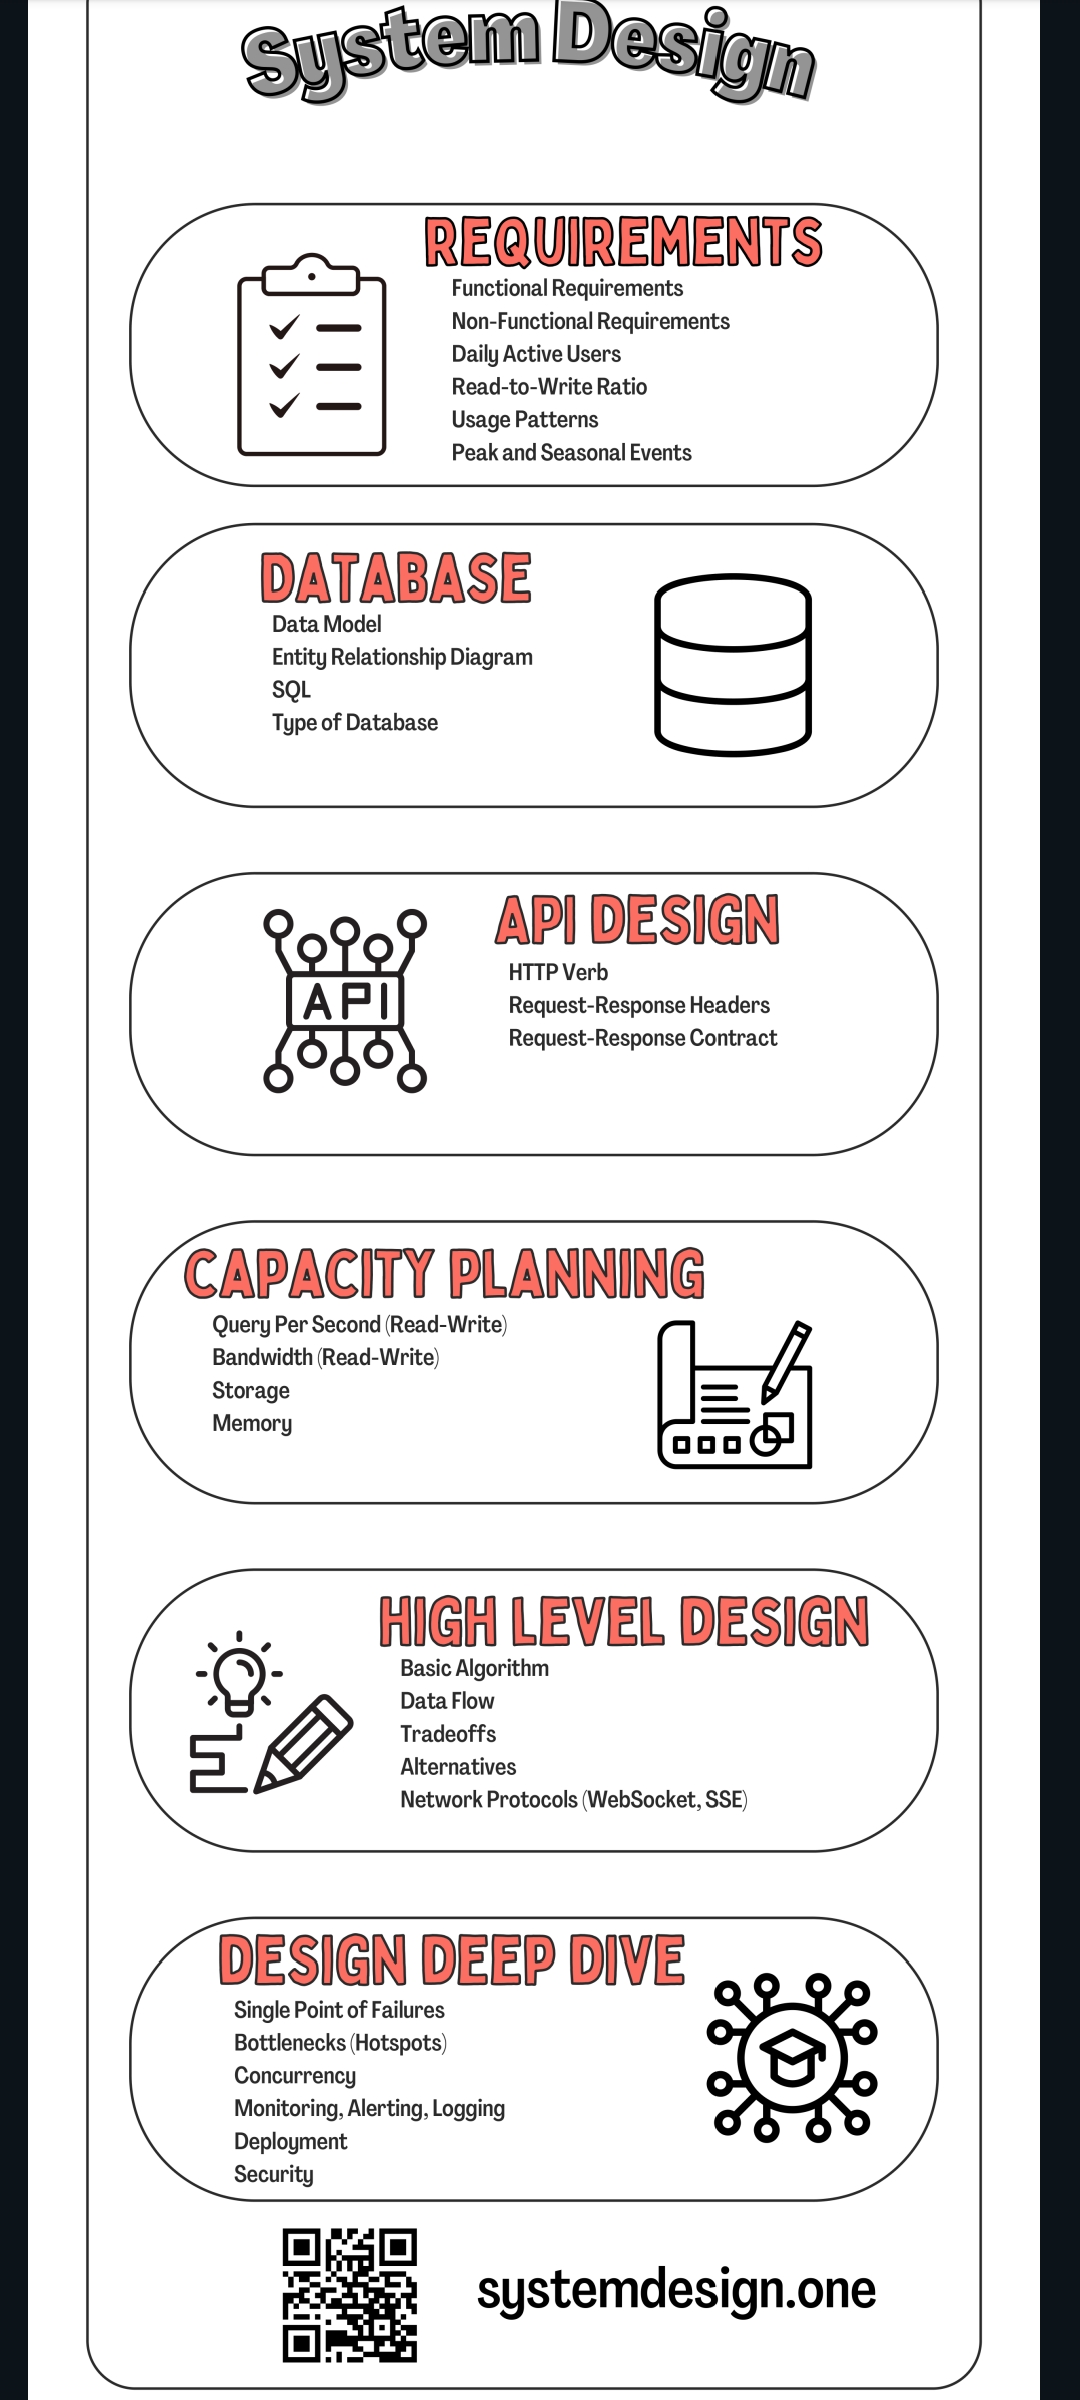 System Design
REQUIREMENTS
Functional Requirements
Non-Functional Requirements
Daily Active Users
Read-to-Write Ratio
Usage Patterns
Peak and Seasonal Events
DATABASE
Data Model
Entity Relationship Diagram
SQL
Type of Database
API
API DESIGN
HTTP Verb
Request-Response Headers
Request-Response Contract
CAPACITY PLANNING
Query Per Second (Read-Write)
Bandwidth (Read-Write)
Storage
Memory
HIGH LEVEL DESIGN
Basic Algorithm
Data Flow
Tradeoffs
Alternatives
Network Protocols (WebSocket, SSE)
DESIGN DEEP DIVE
Single Point of Failures
Bottlenecks (Hotspots)
Concurrency
Monitoring, Alerting, Logging
Deployment
Security
systemdesign.one